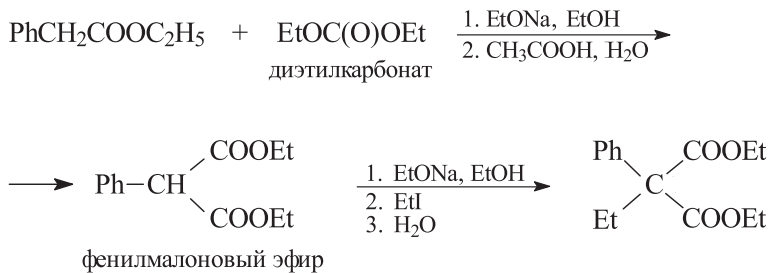 PhCH₂COOC₂H₅ + EtOC(O)OEt 1. EtONa, EtOH
2. CH₃COOH, H₂O
диэтилкарбонат
Ph–CH COOEt COOEt
1. EtONa, EtOH
2. EtI
3. H₂O
Ph Et C COOEt COOEt
фенилмалоновый эфир